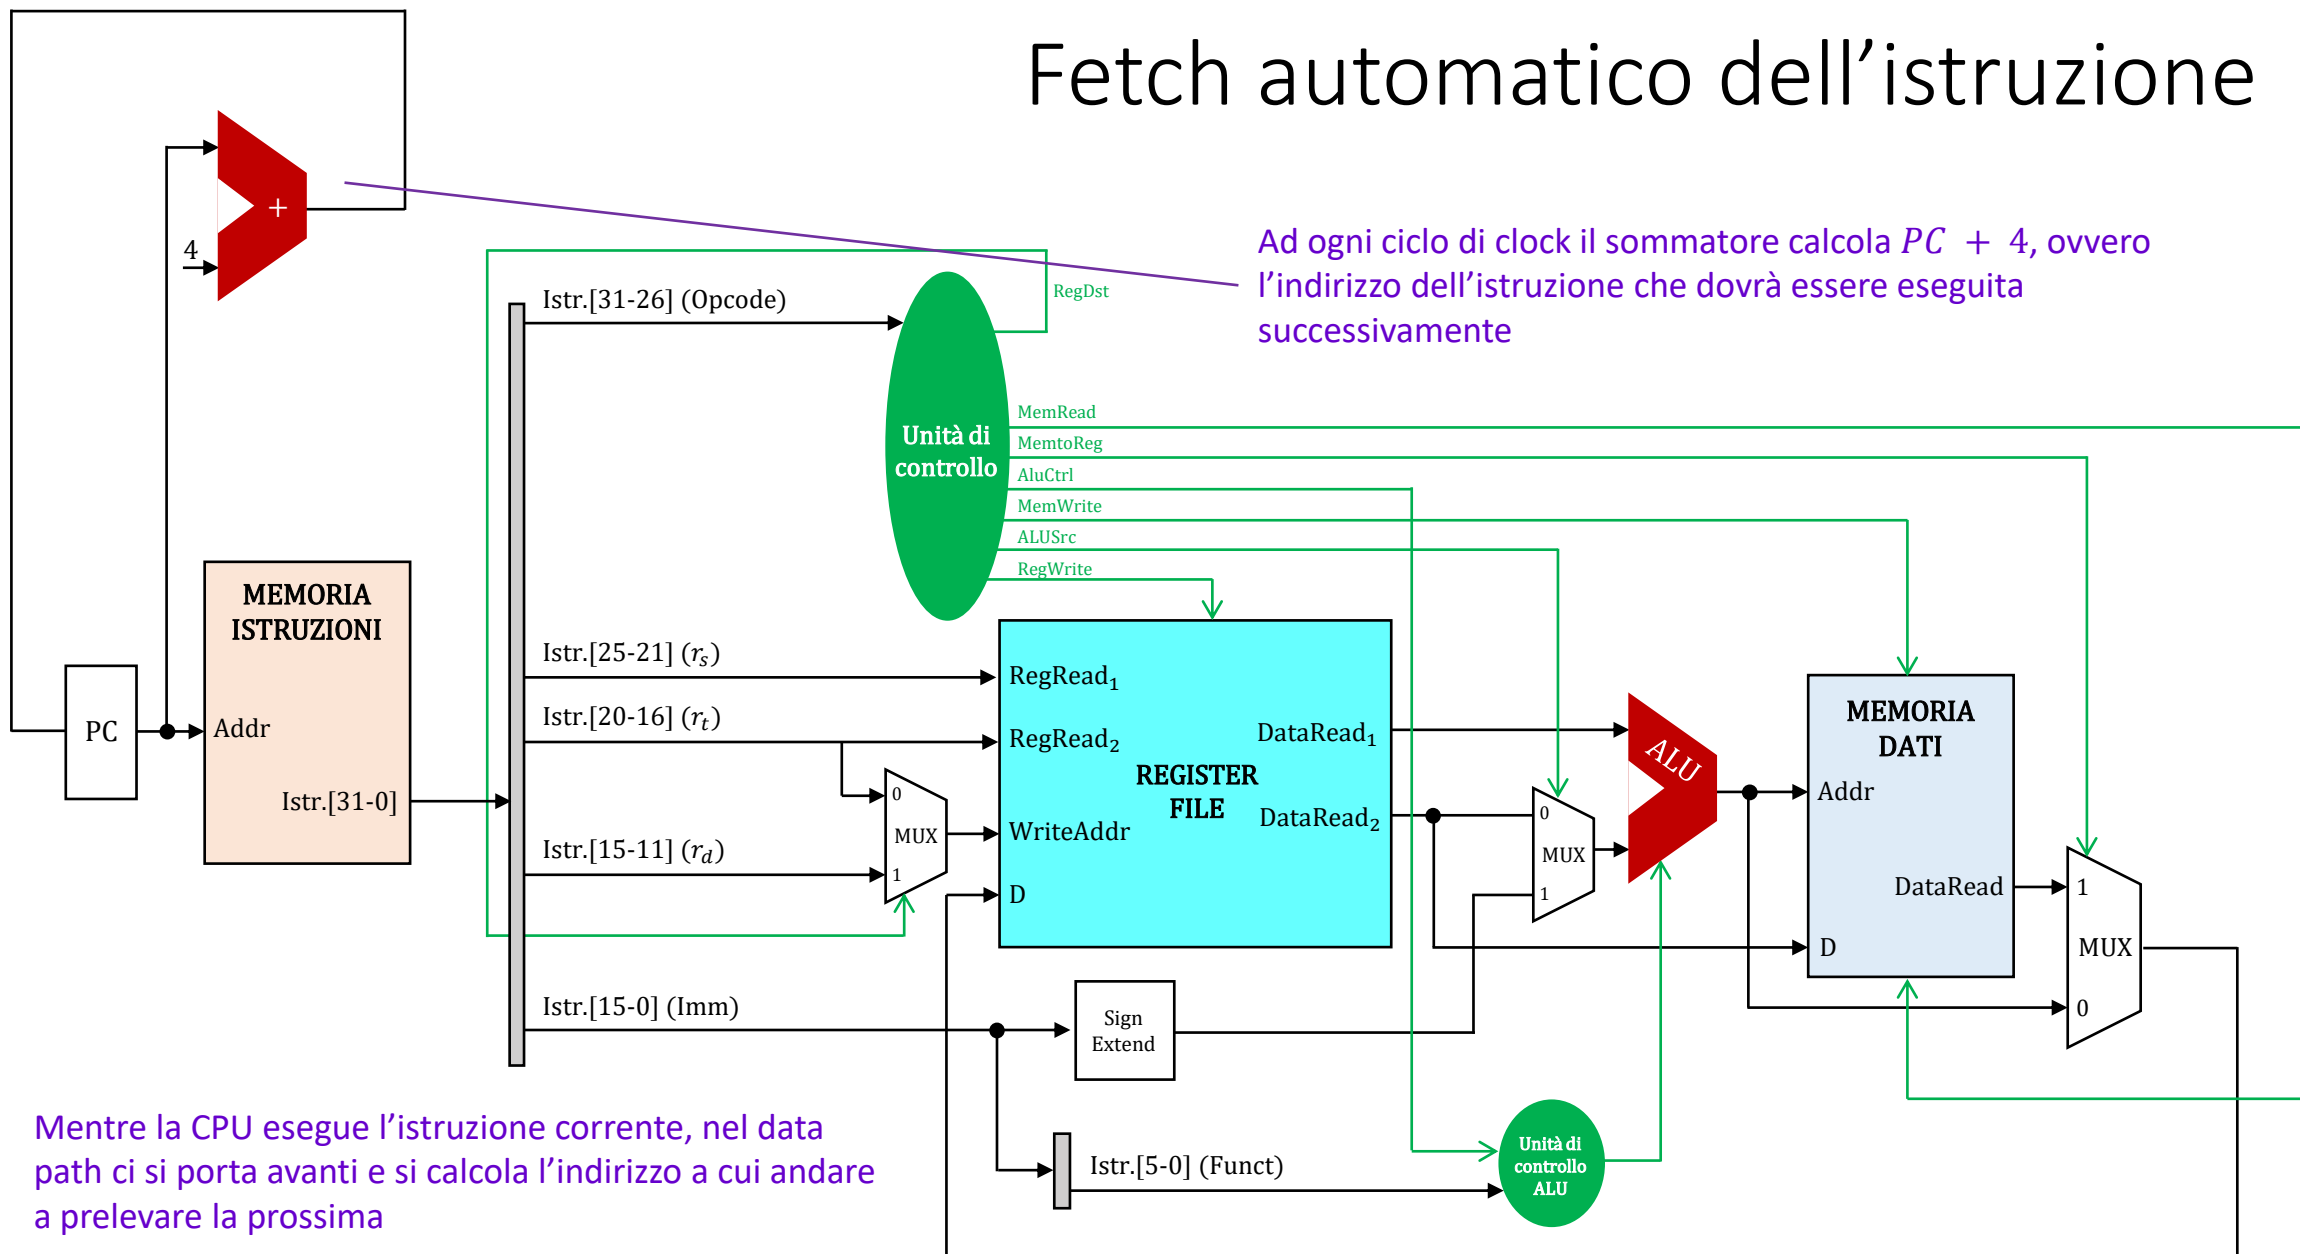 Fetch automatico dell’istruzione
+
4
Ad ogni ciclo di clock il sommatore calcola PC + 4, ovvero
l’indirizzo dell’istruzione che dovrà essere eseguita
successivamente
Istr.[31-26] (Opcode)
RegDst
Unità di
controllo
MemRead
MemtoReg
AluCtrl
MemWrite
ALUSrc
RegWrite
MEMORIA
ISTRUZIONI
PC
Addr
Istr.[31-0]
Istr.[25-21] (rₛ)
Istr.[20-16] (rₜ)
Istr.[15-11] (r_d)
Istr.[15-0] (Imm)
0
MUX
1
RegRead₁
RegRead₂
WriteAddr
D
REGISTER
FILE
DataRead₁
DataRead₂
0
MUX
1
ALU
MEMORIA
DATI
Addr
DataRead
D
1
MUX
0
Sign
Extend
Istr.[5-0] (Funct)
Unità di
controllo
ALU
Mentre la CPU esegue l’istruzione corrente, nel data
path ci si porta avanti e si calcola l’indirizzo a cui andare
a prelevare la prossima